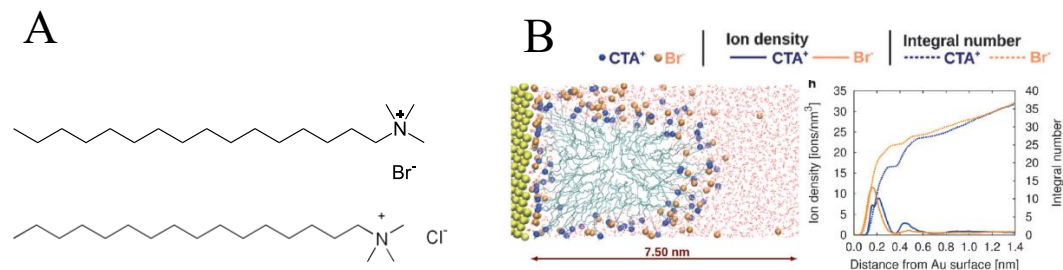 A
N
+
Br⁻
N
+
Cl⁻
B
CTA⁺ Br⁻
Ion density
CTA⁺ Br⁻
Integral number
CTA⁺ Br⁻
7.50 nm
h
Ion density [ions/nm³]
35
30
25
20
15
10
5
0
0.0 0.2 0.4 0.6 0.8 1.0 1.2 1.4
Distance from Au surface [nm]
40
35
30
25
20
15
10
5
0
Integral number